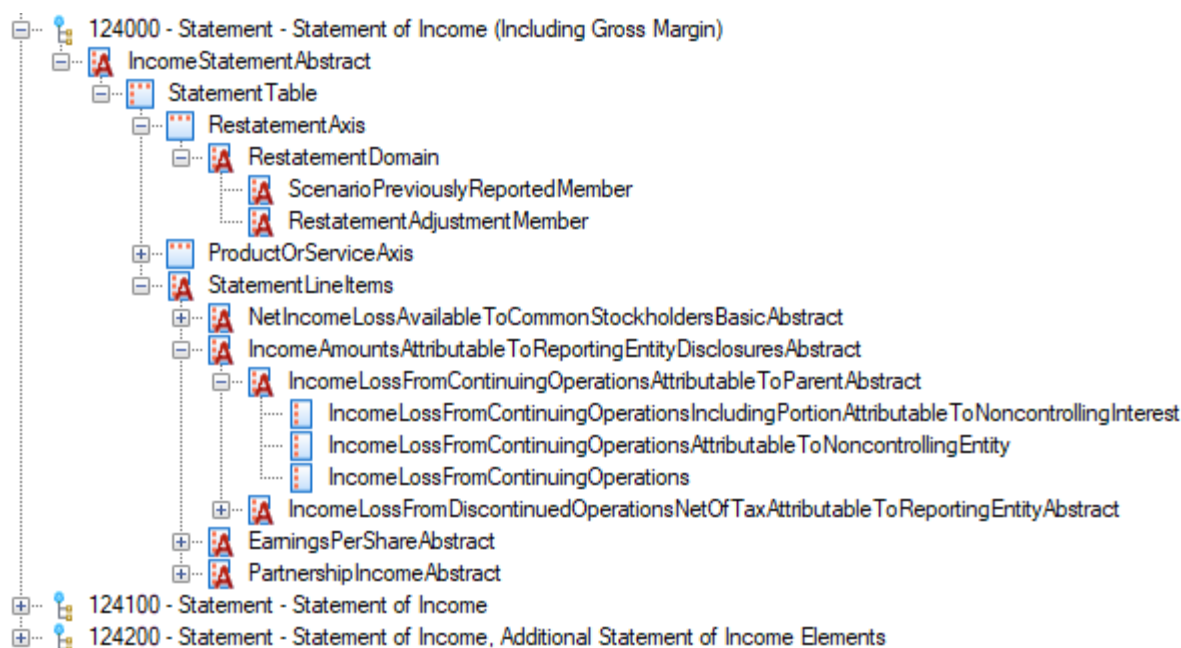 124000 - Statement - Statement of Income (Including Gross Margin)
IncomeStatementAbstract
StatementTable
RestatementAxis
RestatementDomain
ScenarioPreviouslyReportedMember
RestatementAdjustmentMember
ProductOrServiceAxis
StatementLineItems
NetIncomeLossAvailableToCommonStockholdersBasicAbstract
IncomeAmountsAttributableToReportingEntityDisclosuresAbstract
IncomeLossFromContinuingOperationsAttributableToParentAbstract
IncomeLossFromContinuingOperationsIncludingPortionAttributableToNoncontrollingInterest
IncomeLossFromContinuingOperationsAttributableToNoncontrollingEntity
IncomeLossFromContinuingOperations
IncomeLossFromDiscontinuedOperationsNetOfTaxAttributableToReportingEntityAbstract
EarningsPerShareAbstract
PartnershipIncomeAbstract
124100 - Statement - Statement of Income
124200 - Statement - Statement of Income, Additional Statement of Income Elements